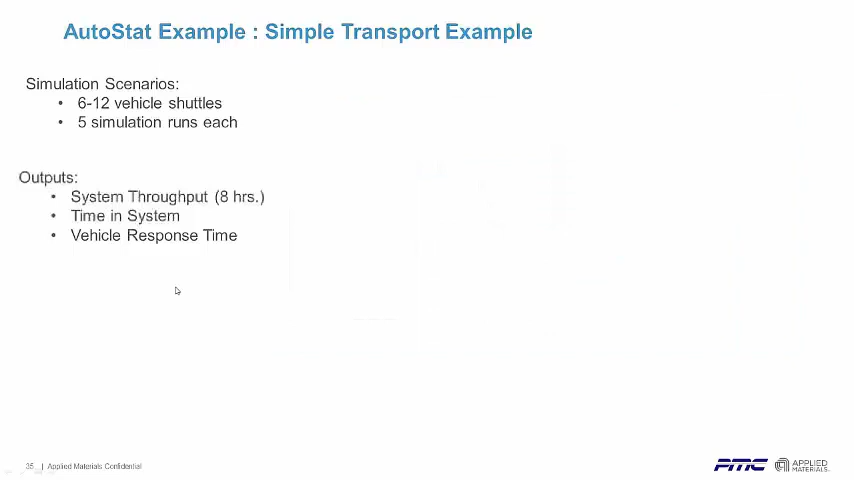 AutoStat Example : Simple Transport Example
Simulation Scenarios:
• 6-12 vehicle shuttles
• 5 simulation runs each
Outputs:
• System Throughput (8 hrs.)
• Time in System
• Vehicle Response Time
35 | Applied Materials Confidential
PMC
APPLIED
MATERIALS.